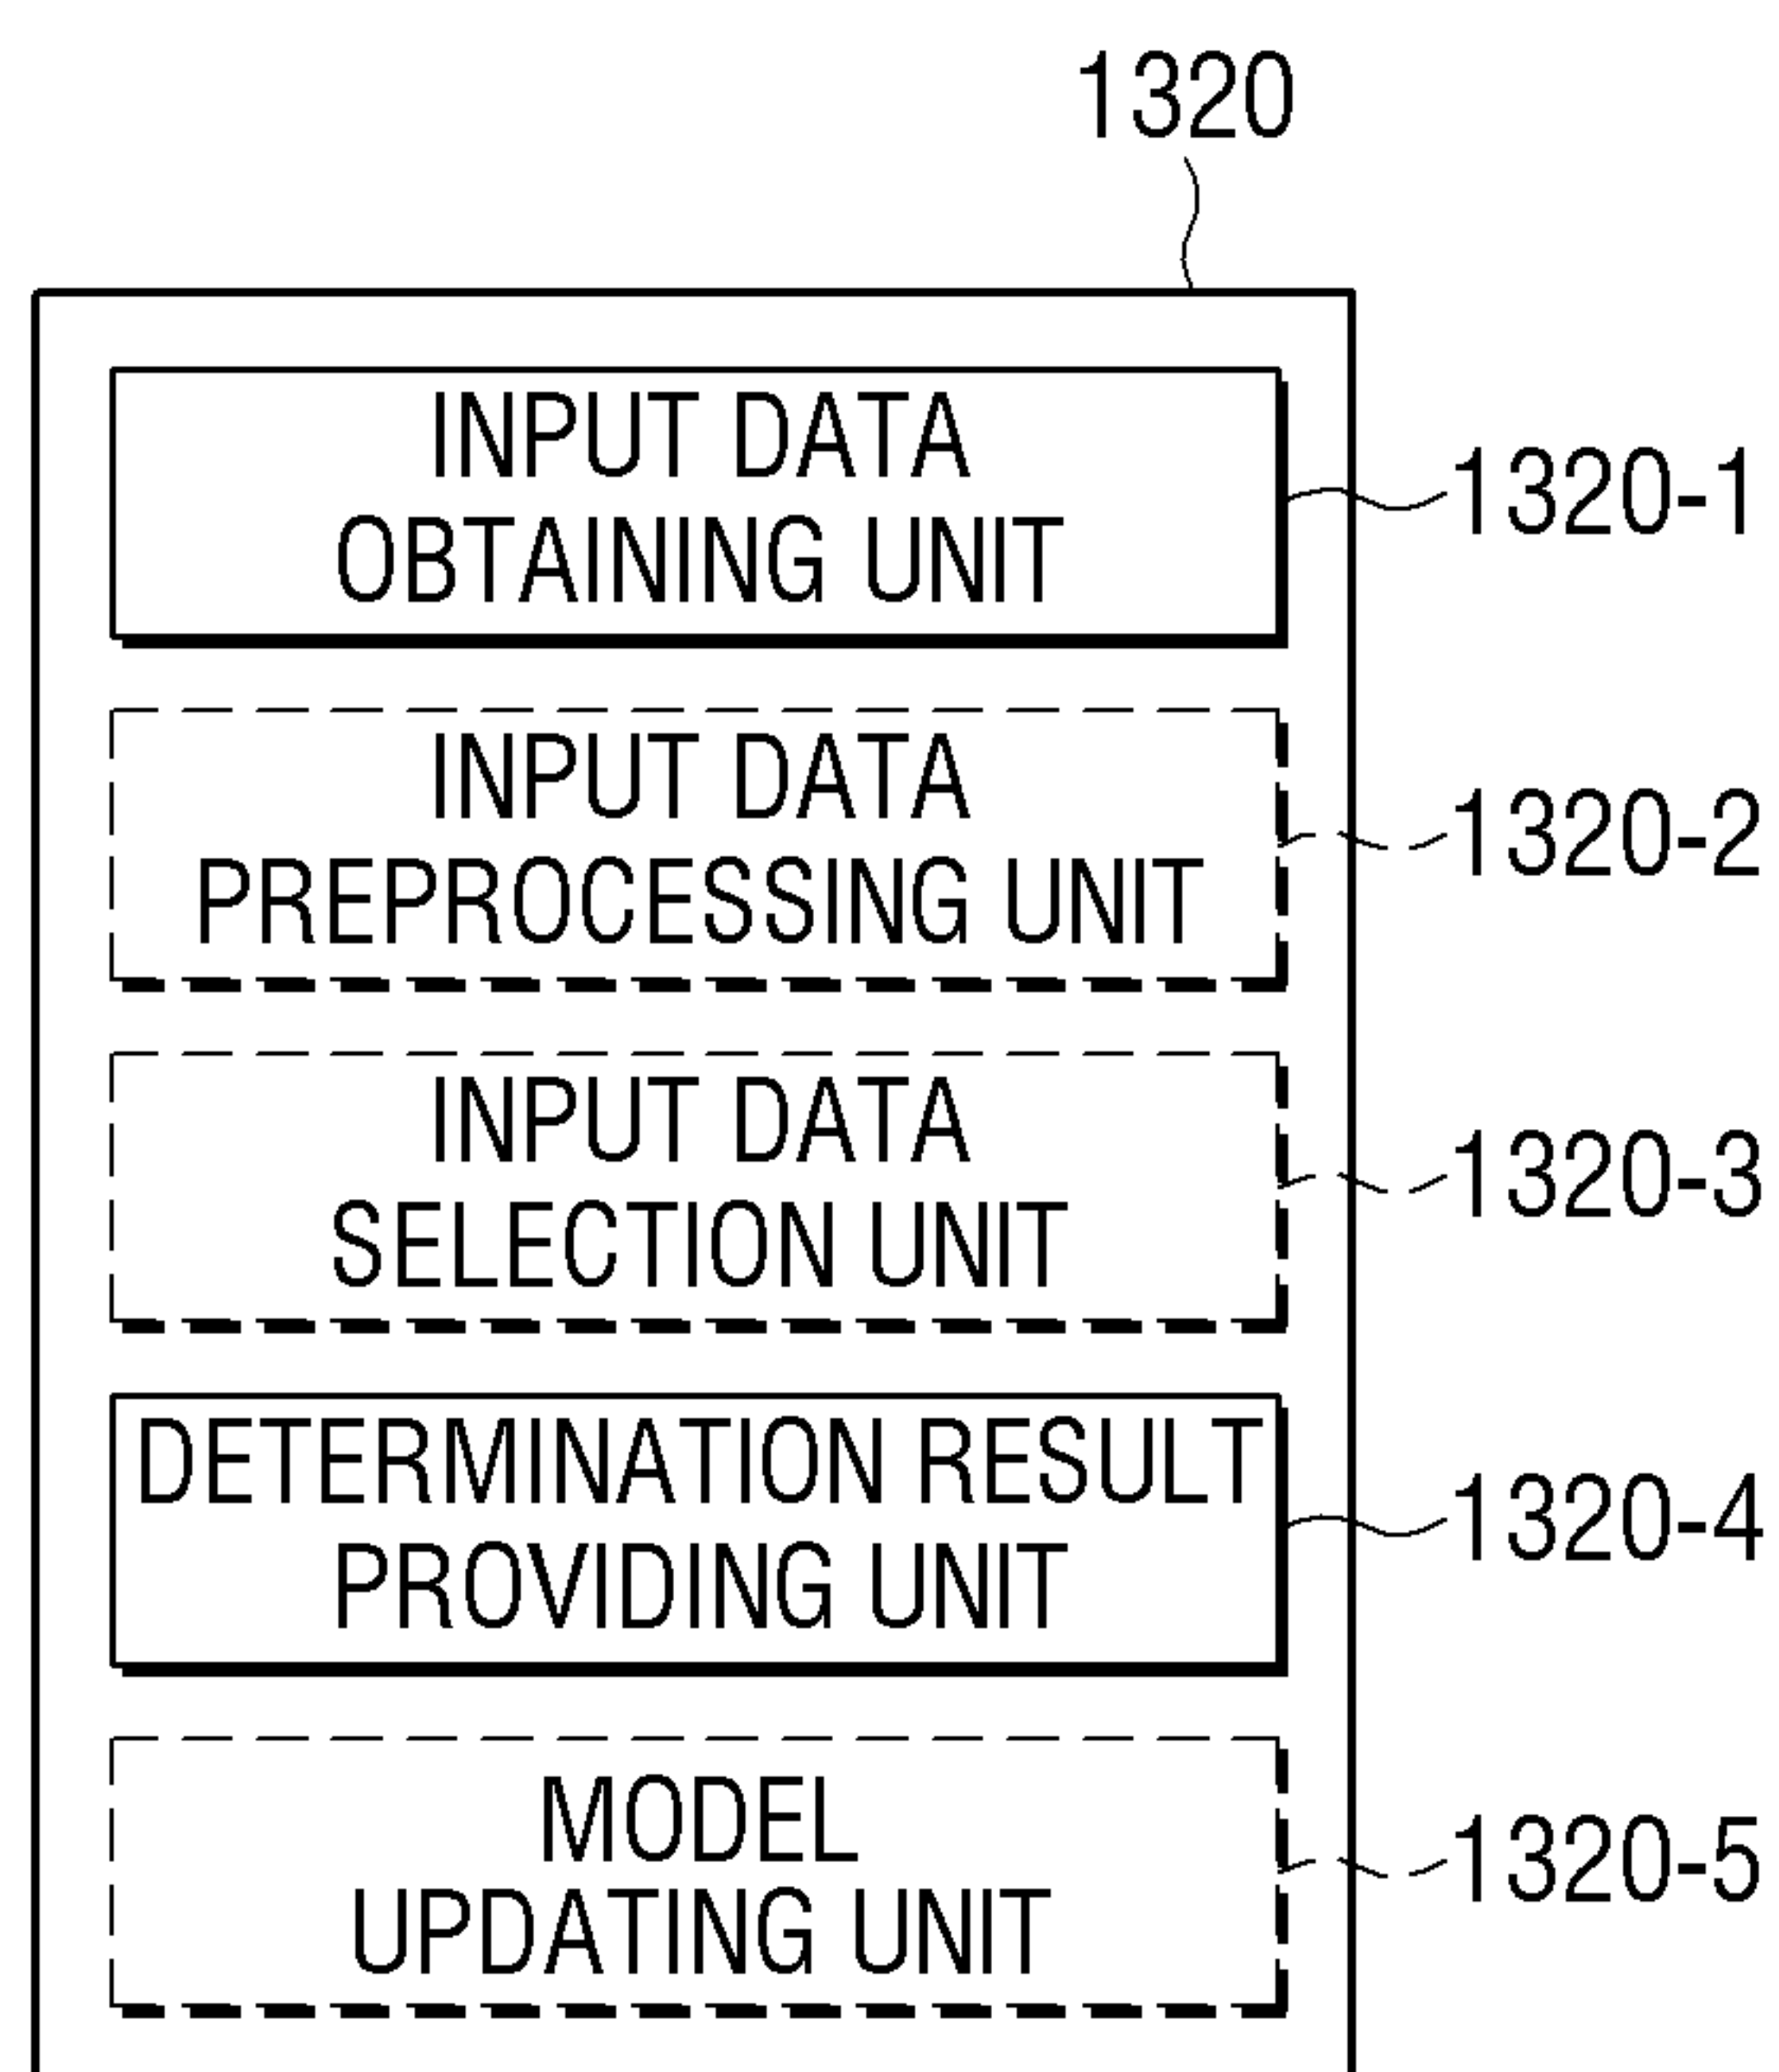 1320
INPUT DATA
OBTAINING UNIT
1320-1
INPUT DATA
PREPROCESSING UNIT
1320-2
INPUT DATA
SELECTION UNIT
1320-3
DETERMINATION RESULT
PROVIDING UNIT
1320-4
MODEL
UPDATING UNIT
1320-5